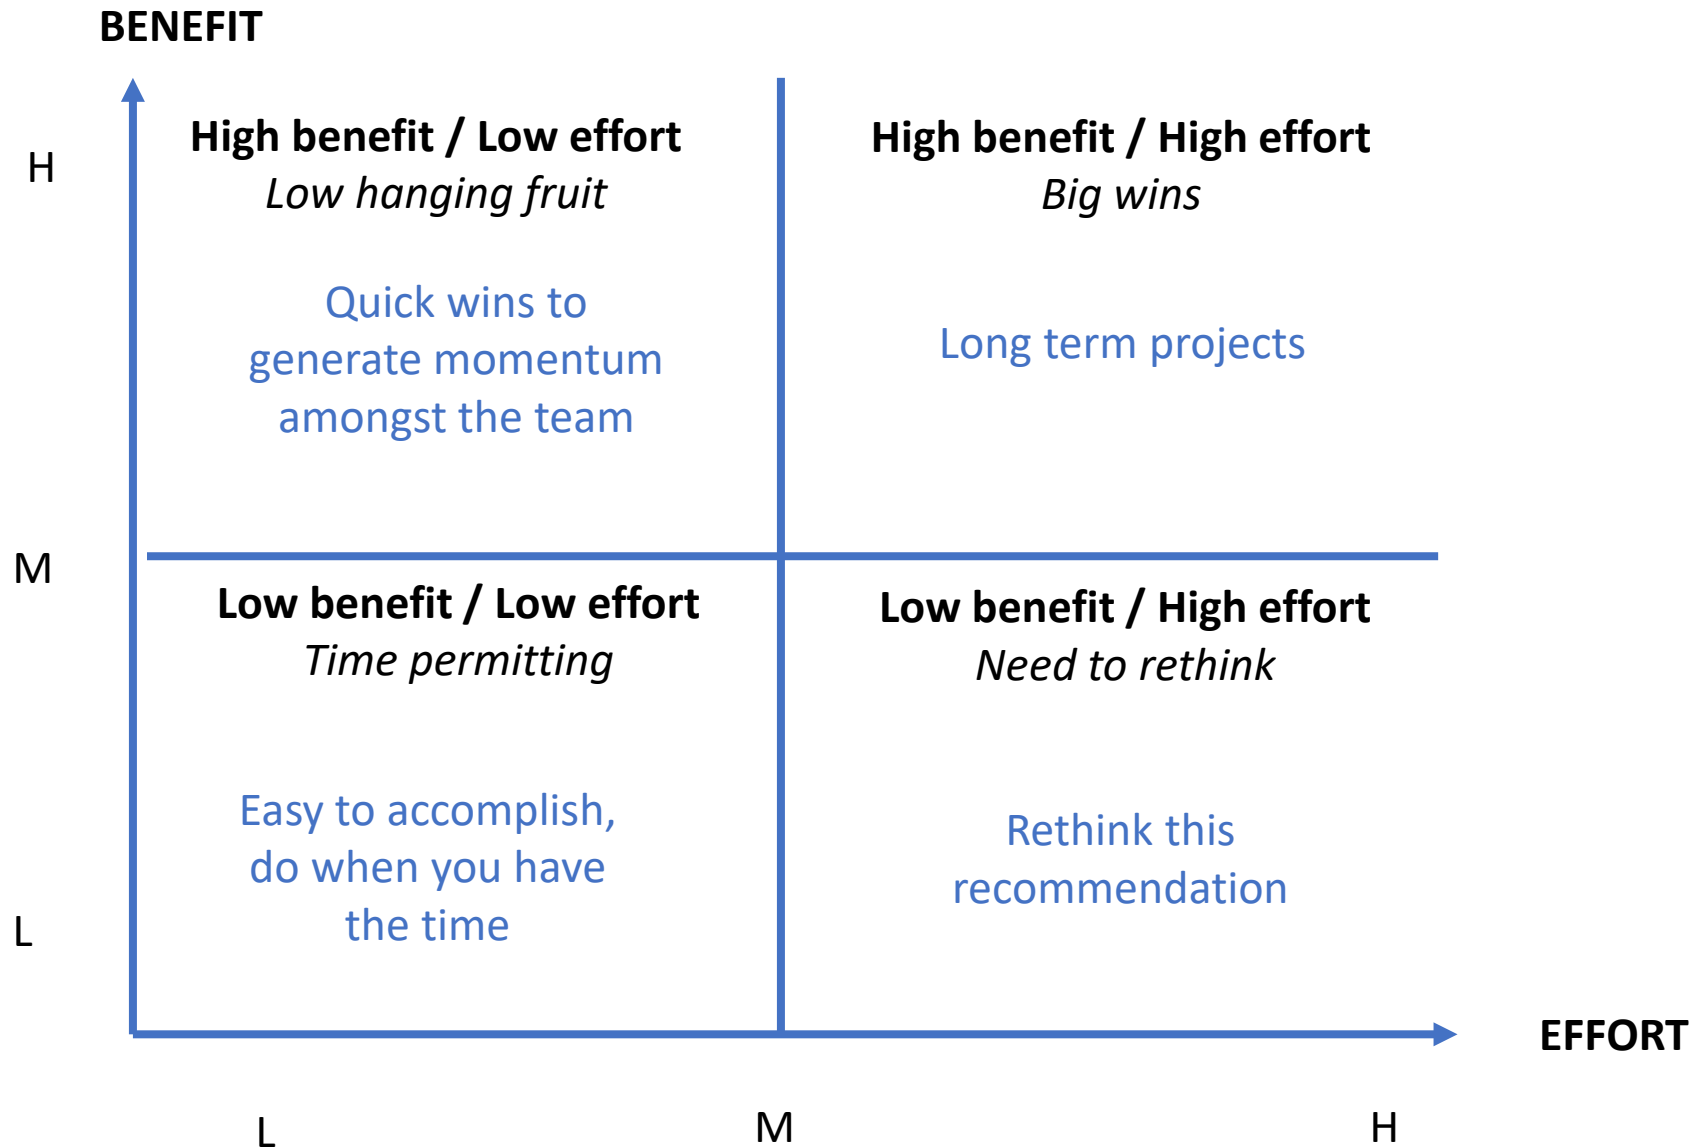 BENEFIT
H
High benefit / Low effort
Low hanging fruit
Quick wins to
generate momentum
amongst the team
High benefit / High effort
Big wins
Long term projects
M
Low benefit / Low effort
Time permitting
Easy to accomplish,
do when you have
the time
Low benefit / High effort
Need to rethink
Rethink this
recommendation
L
EFFORT
L
M
H